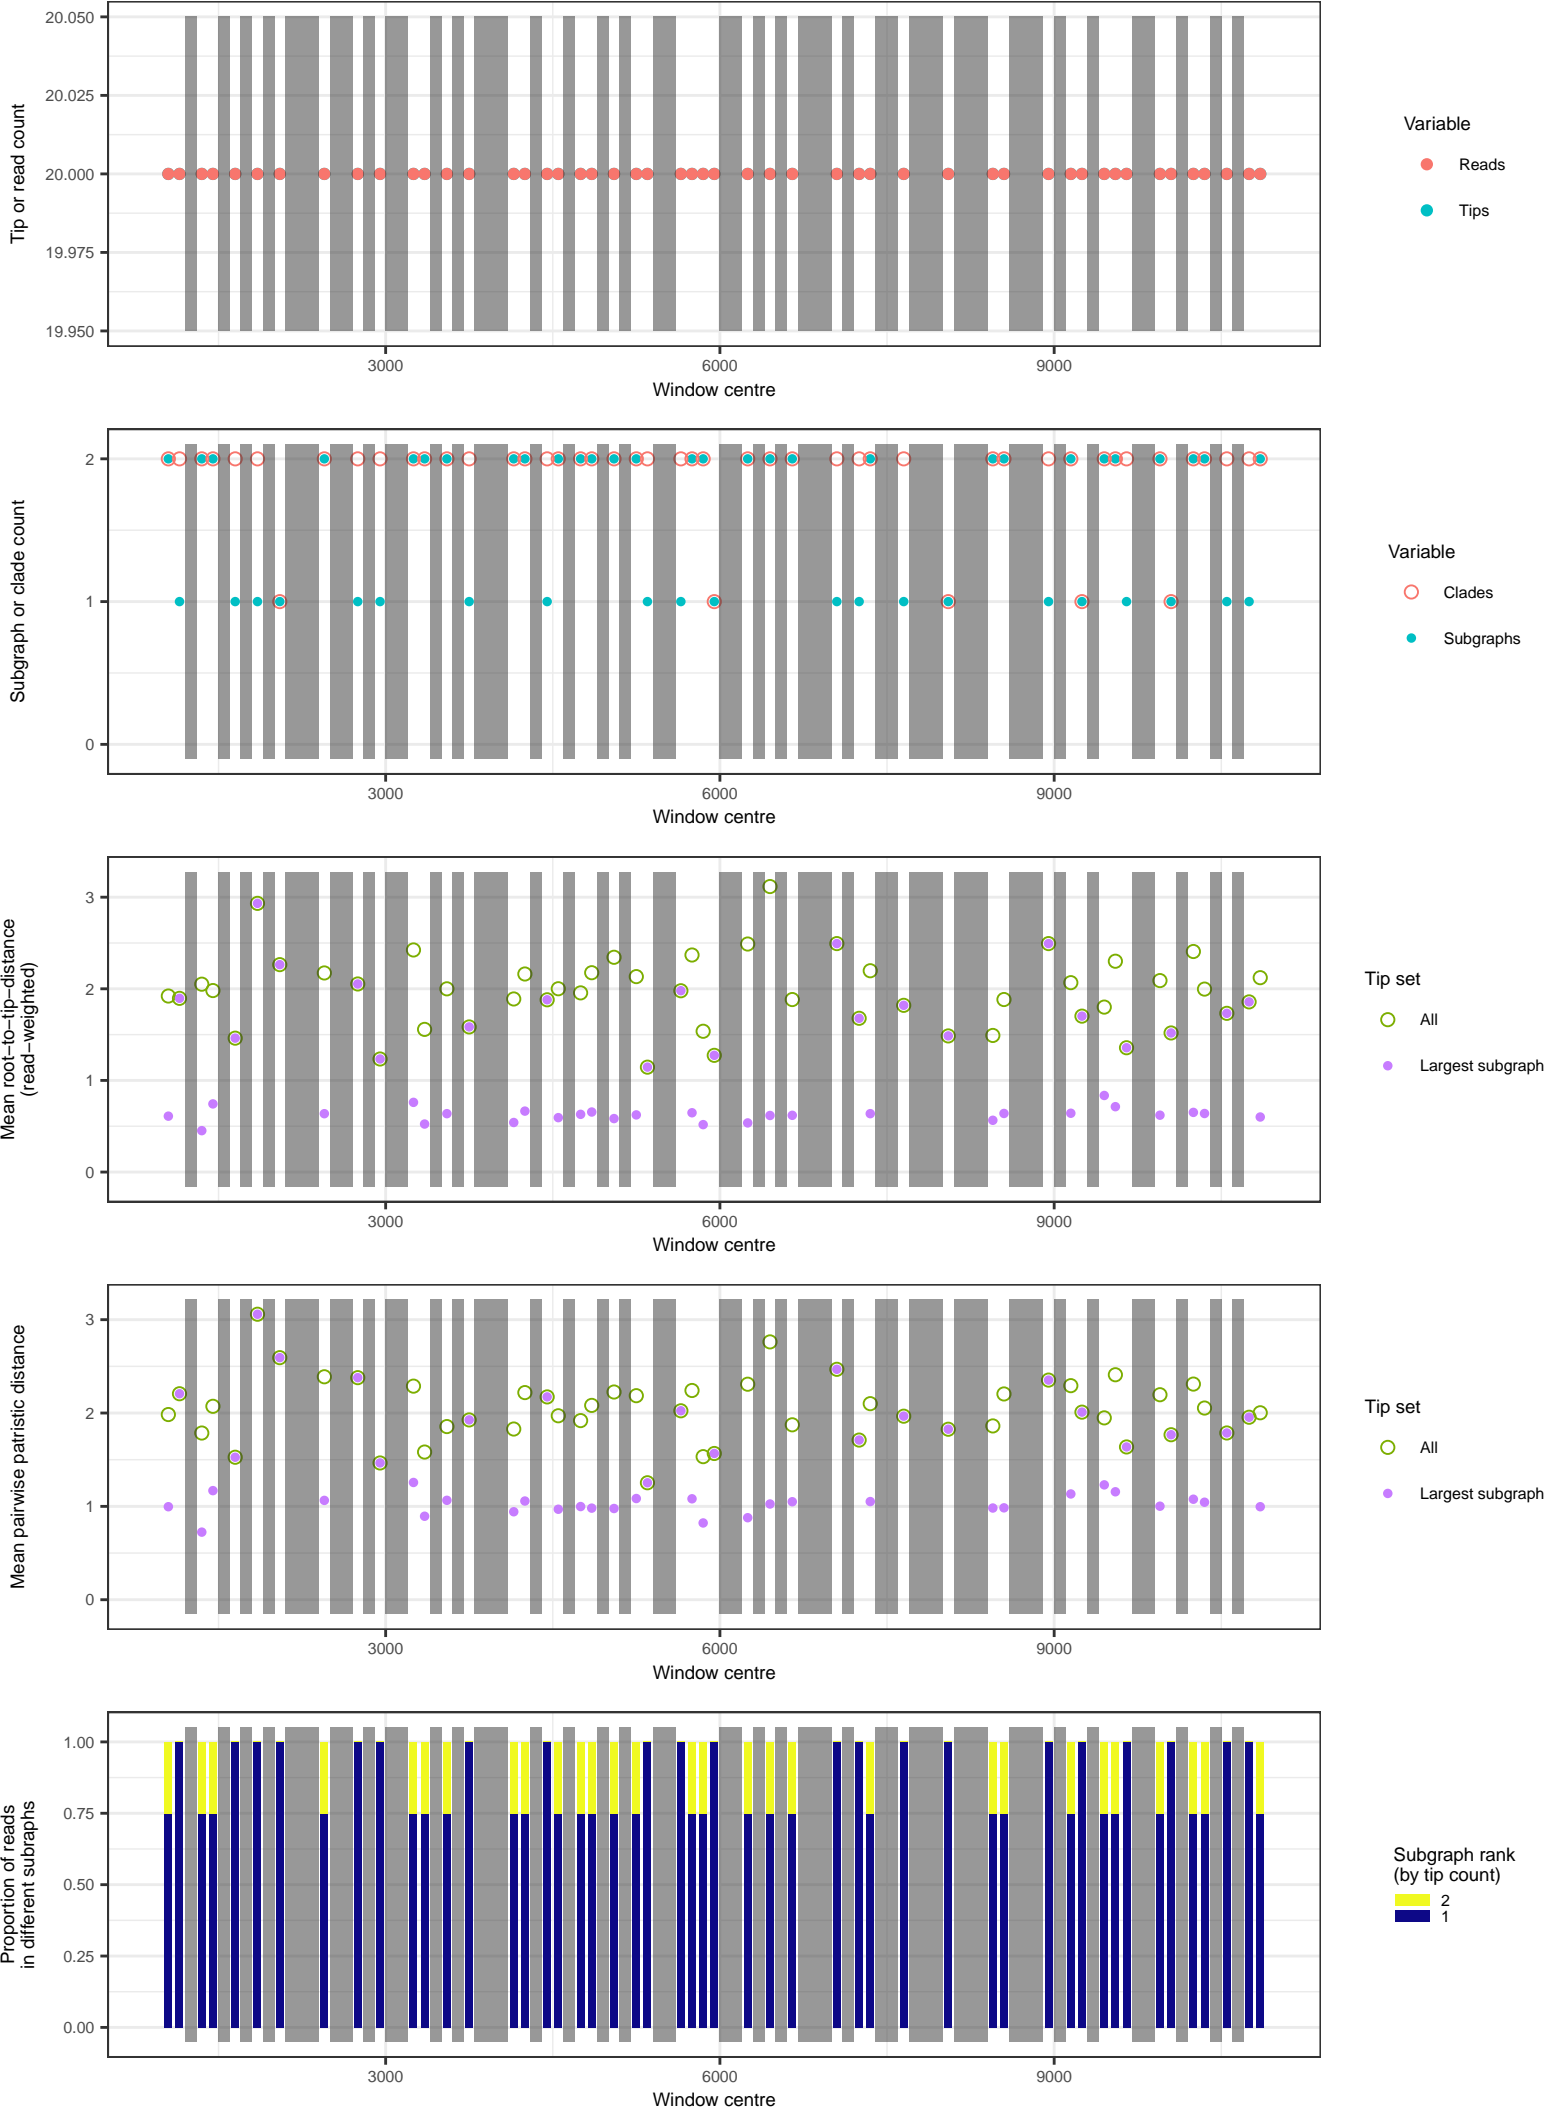 20.050
20.025
20.000
19.975
19.950
Tip or read count
3000 6000 9000
Window centre
Variable
Reads
Tips
2
1
0
Subgraph or clade count
3000 6000 9000
Window centre
Variable
Clades
Subgraphs
3
2
1
0
Mean root−to−tip−distance
(read−weighted)
3000 6000 9000
Window centre
Tip set
All
Largest subgraph
3
2
1
0
Mean pairwise patristic distance
3000 6000 9000
Window centre
Tip set
All
Largest subgraph
1.00
0.75
0.50
0.25
0.00
Proportion of reads
in different subraphs
3000 6000 9000
Window centre
Subgraph rank
(by tip count)
2
1